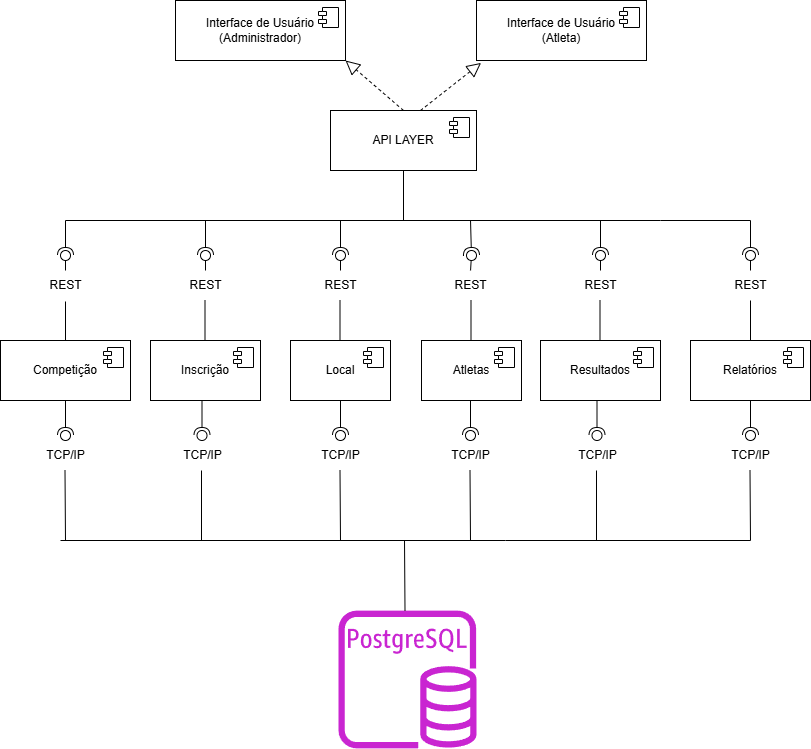 Interface de Usuário
(Administrador)
Interface de Usuário
(Atleta)
API LAYER
REST
REST
REST
REST
REST
REST
Competição
Inscrição
Local
Atletas
Resultados
Relatórios
TCP/IP
TCP/IP
TCP/IP
TCP/IP
TCP/IP
TCP/IP
PostgreSQL